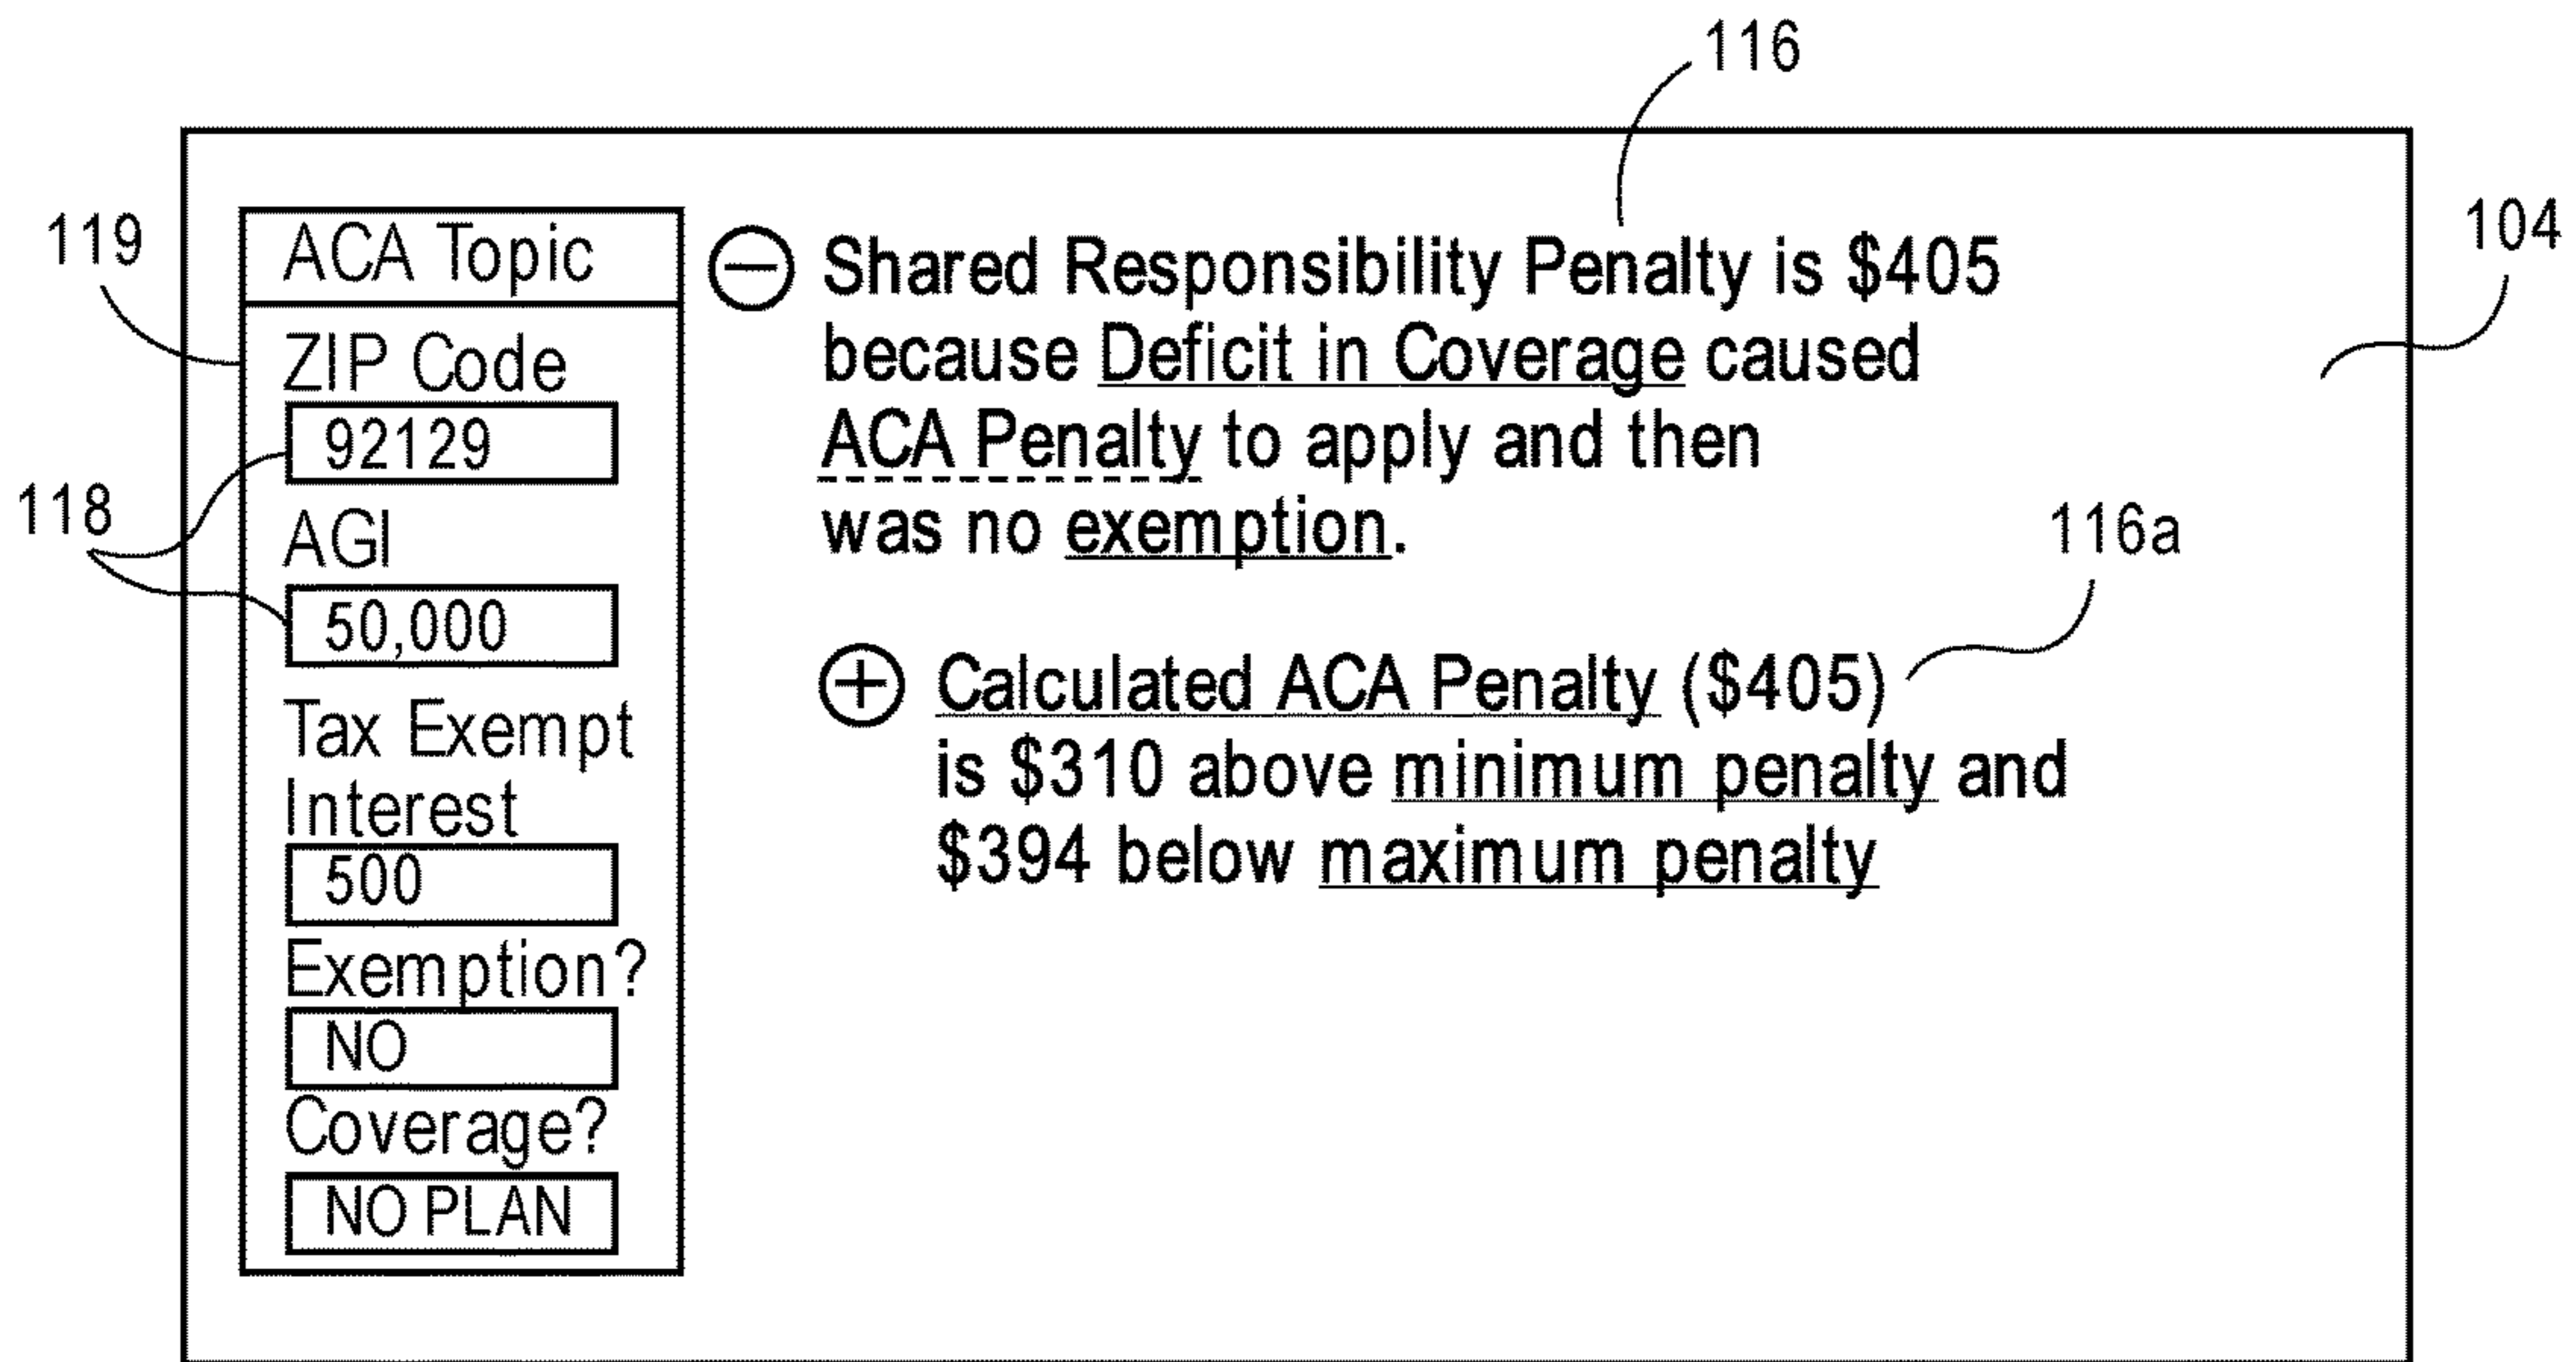 116
119
104
118
ACA Topic
ZIP Code
92129
AGI
50,000
Tax Exempt
Interest
500
Exemption?
NO
Coverage?
NO PLAN
Shared Responsibility Penalty is $405
because Deficit in Coverage caused
ACA Penalty to apply and then
was no exemption.
116a
Calculated ACA Penalty ($405)
is $310 above minimum penalty and
$394 below maximum penalty